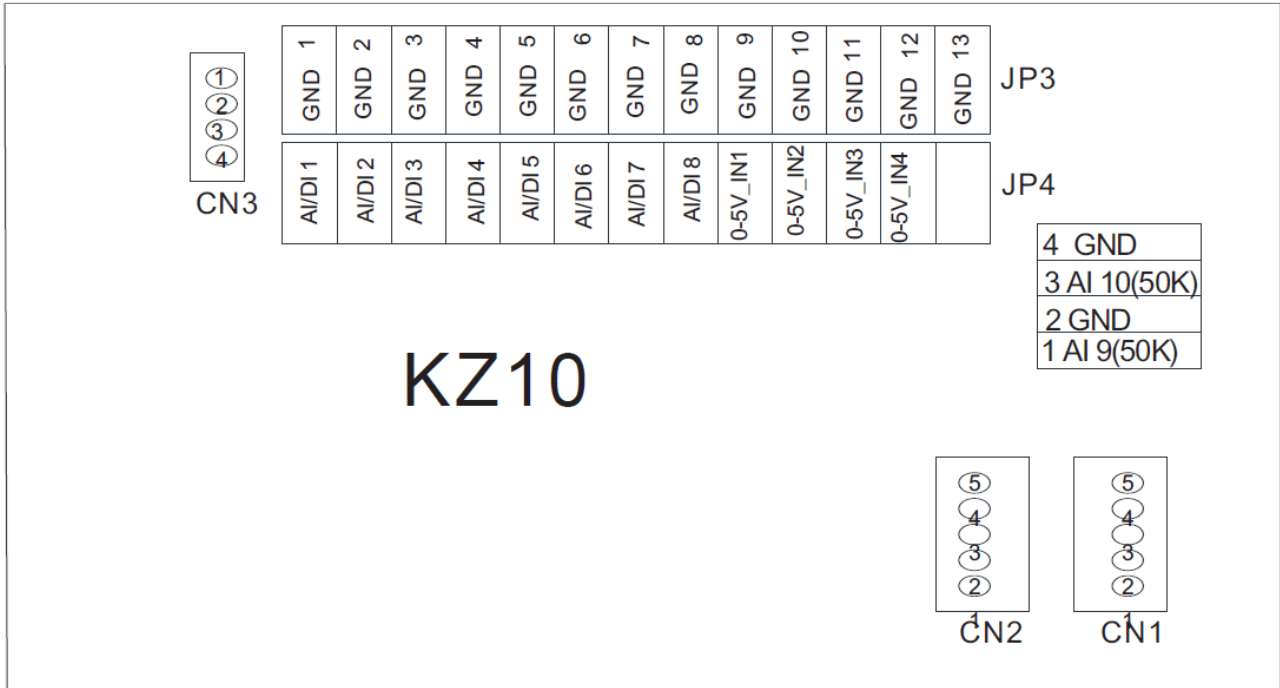 1
2
3
4
CN3
GND 1
GND 2
GND 3
GND 4
GND 5
GND 6
GND 7
GND 8
GND 9
GND 10
GND 11
GND 12
GND 13
JP3
AI/DI 1
AI/DI 2
AI/DI 3
AI/DI 4
AI/DI 5
AI/DI 6
AI/DI 7
AI/DI 8
0-5V_IN1
0-5V_IN2
0-5V_IN3
0-5V_IN4
JP4
4 GND
3 AI 10(50K)
2 GND
1 AI 9(50K)
KZ10
5
4
3
2
1
CN2
5
4
3
2
1
CN1